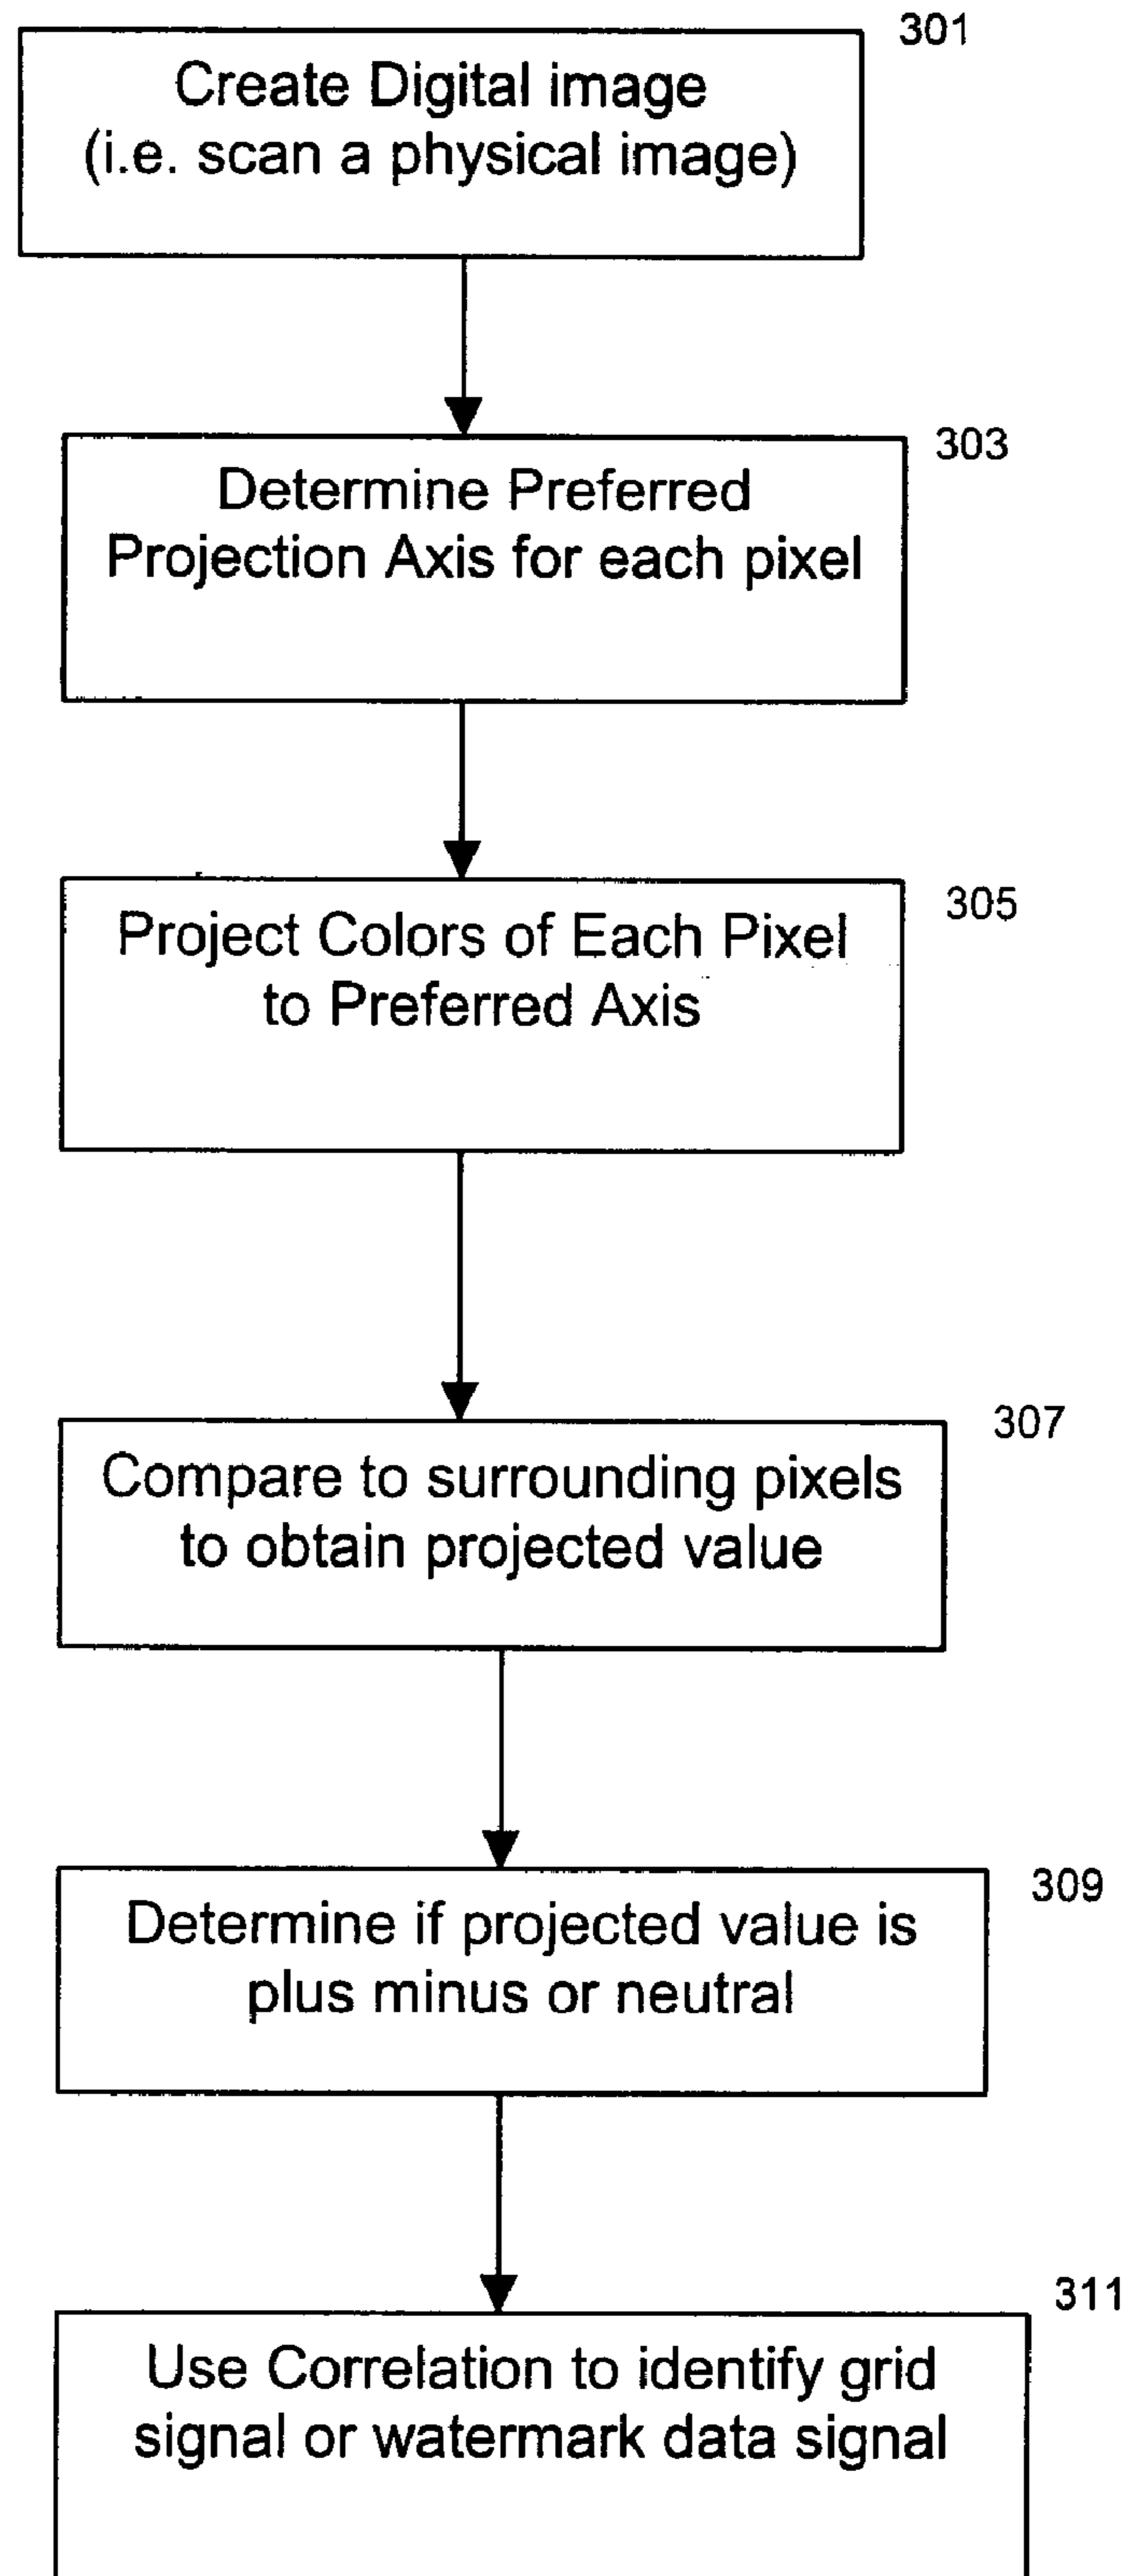 301
Create Digital image
(i.e. scan a physical image)
303
Determine Preferred
Projection Axis for each pixel
305
Project Colors of Each Pixel
to Preferred Axis
307
Compare to surrounding pixels
to obtain projected value
309
Determine if projected value is
plus minus or neutral
311
Use Correlation to identify grid
signal or watermark data signal